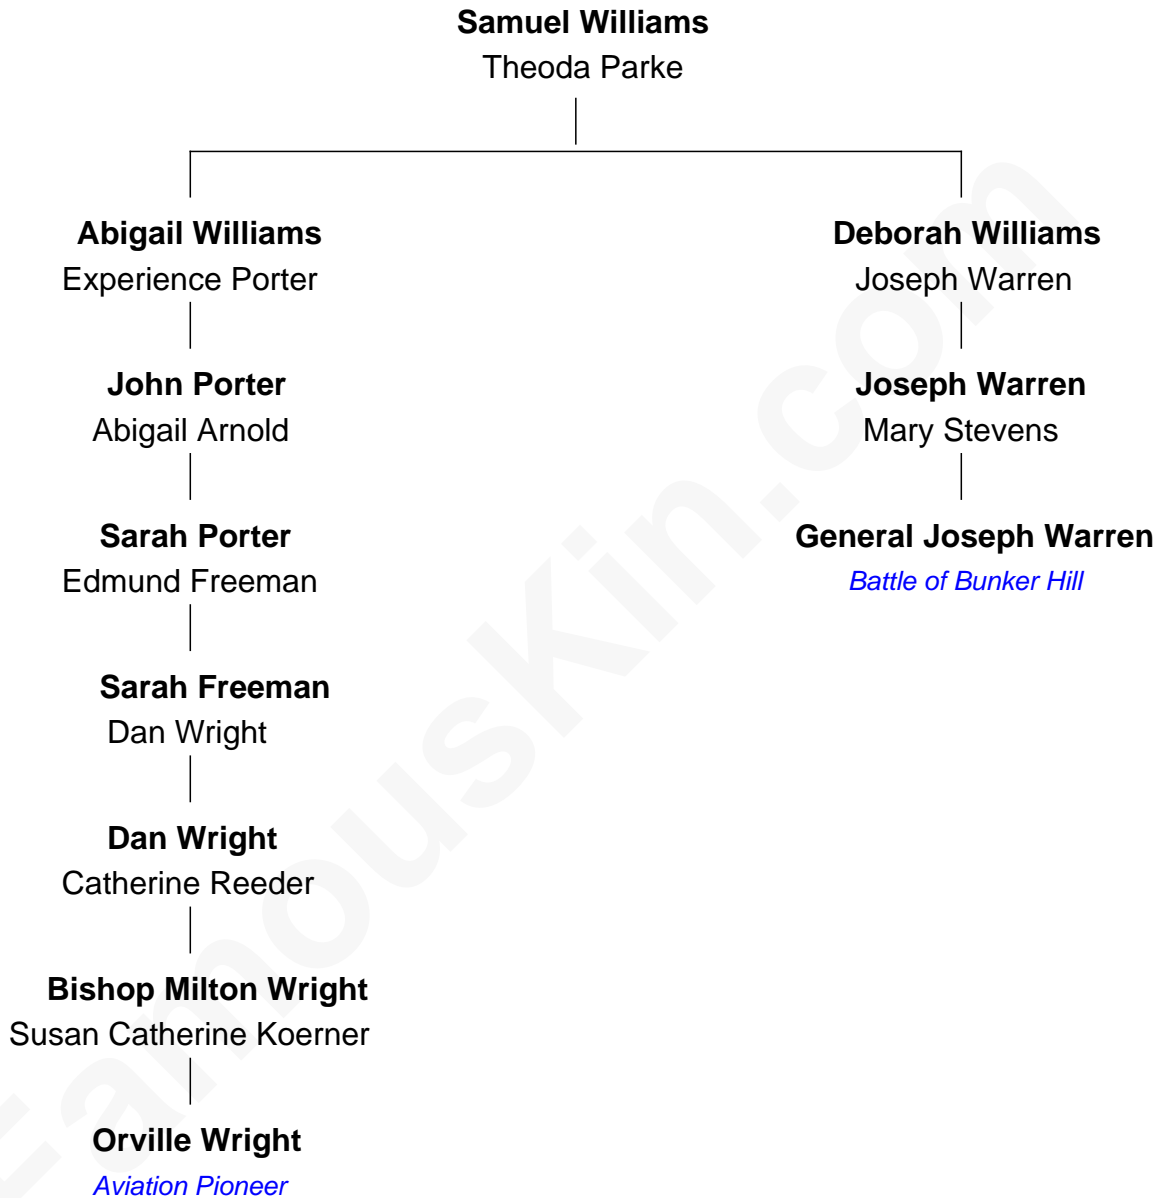 Samuel Williams
Theoda Parke
Abigail Williams
Experience Porter
Deborah Williams
Joseph Warren
John Porter
Abigail Arnold
Joseph Warren
Mary Stevens
Sarah Porter
Edmund Freeman
General Joseph Warren
Battle of Bunker Hill
Sarah Freeman
Dan Wright
Dan Wright
Catherine Reeder
Bishop Milton Wright
Susan Catherine Koerner
Orville Wright
Aviation Pioneer
FamousKin.com